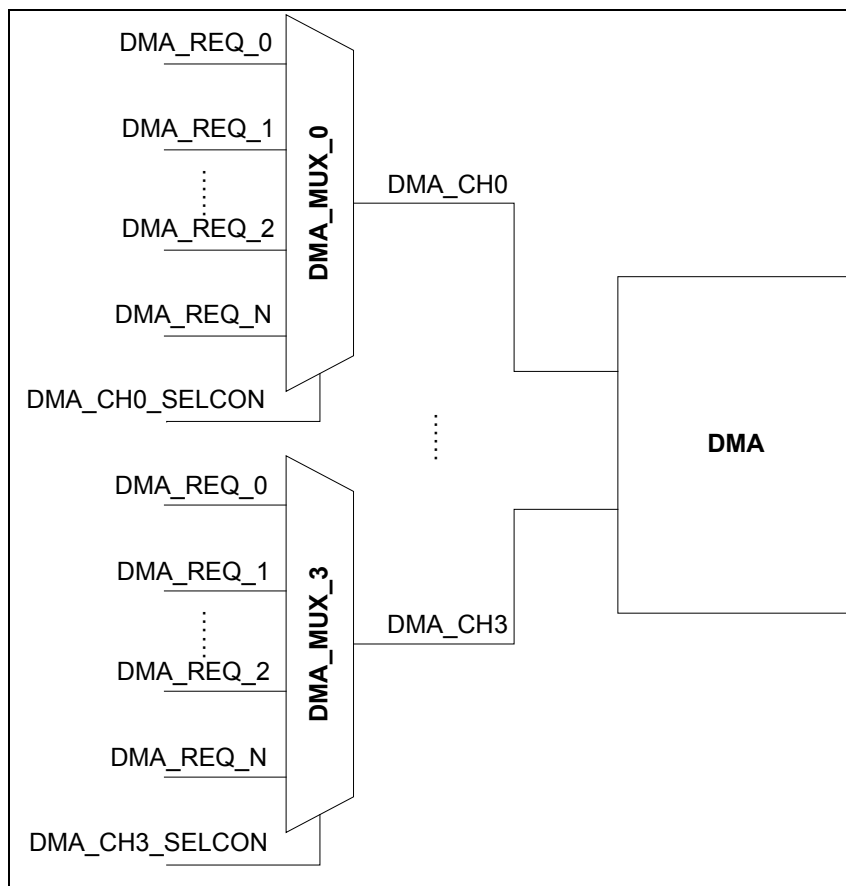 DMA_REQ_0
DMA_REQ_1
DMA_REQ_2
DMA_REQ_N
DMA_CH0_SELCON
DMA_MUX_0
DMA_CH0
DMA
DMA_REQ_0
DMA_REQ_1
DMA_REQ_2
DMA_REQ_N
DMA_CH3_SELCON
DMA_MUX_3
DMA_CH3